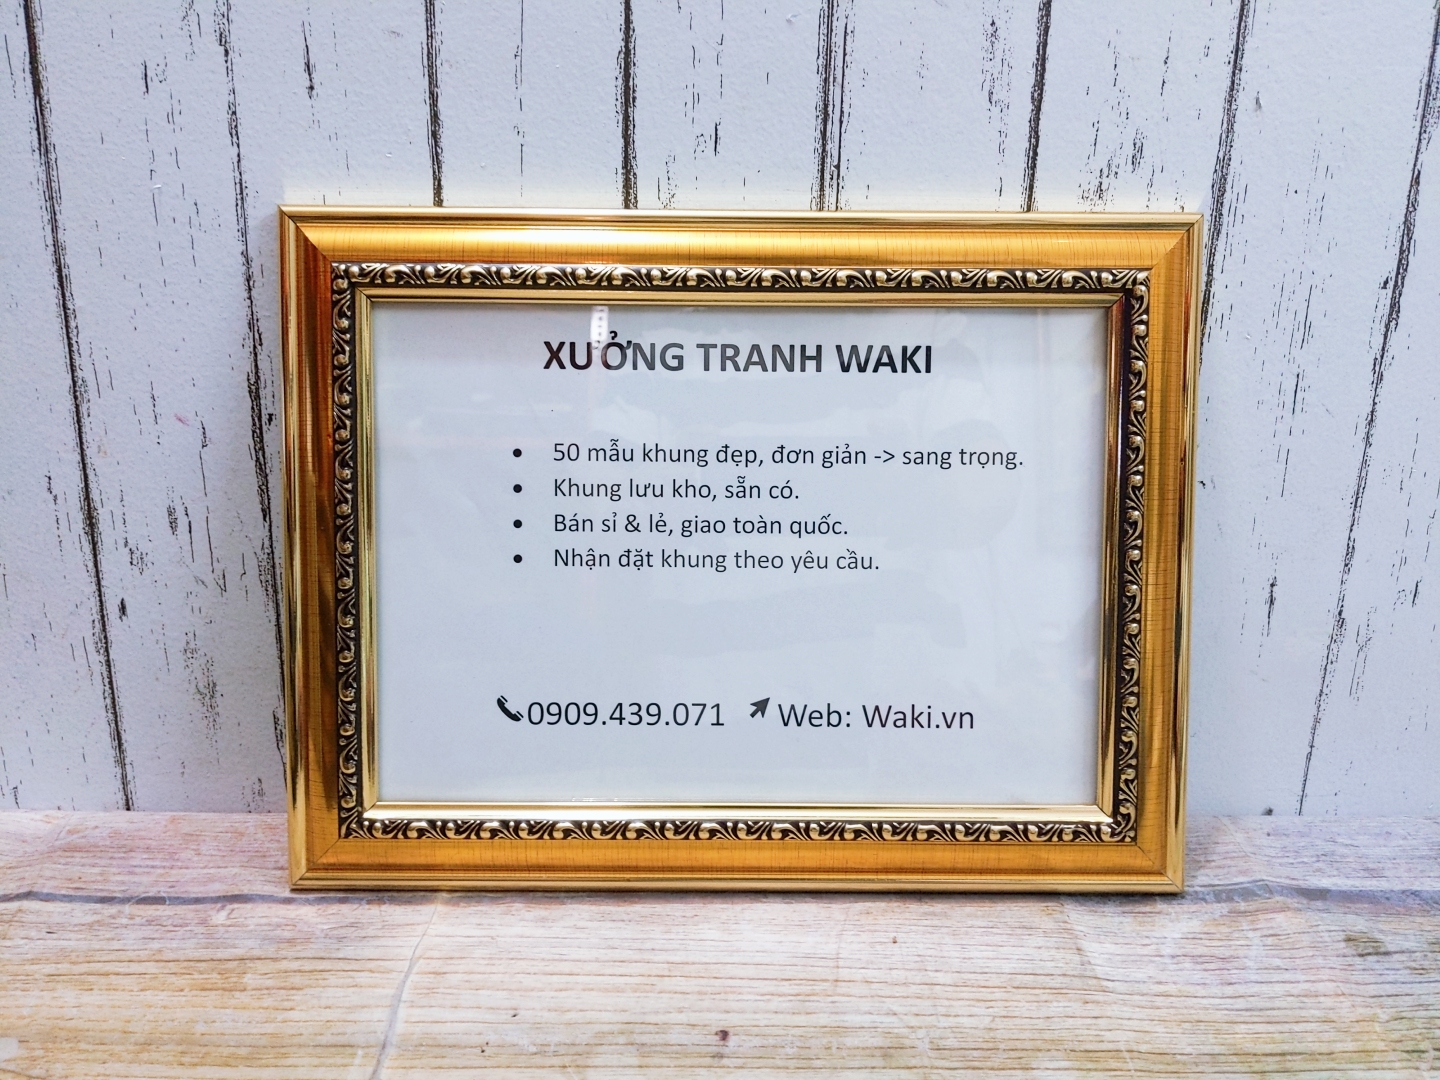 XƯỞNG TRANH WAKI
• 50 mẫu khung đẹp, đơn giản -> sang trọng.
• Khung lưu kho, sẵn có.
• Bán sỉ & lẻ, giao toàn quốc.
• Nhận đặt khung theo yêu cầu.
0909.439.071 Web: Waki.vn